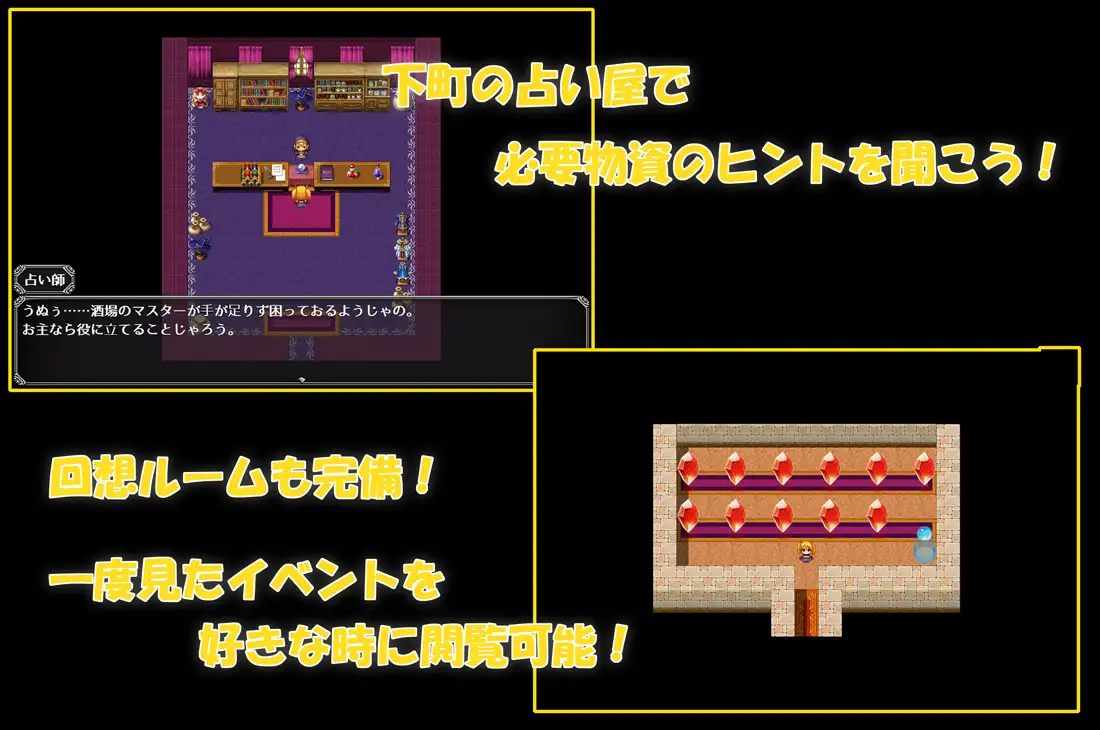 下町の占い屋で
必要物資のヒントを聞こう！
占い師
うぬぅ……酒場のマスターが手が足りず困っておるようじゃの。
お主なら役に立てることじゃろう。
回想ルームも完備！
一度見たイベントを
好きな時に閲覧可能！